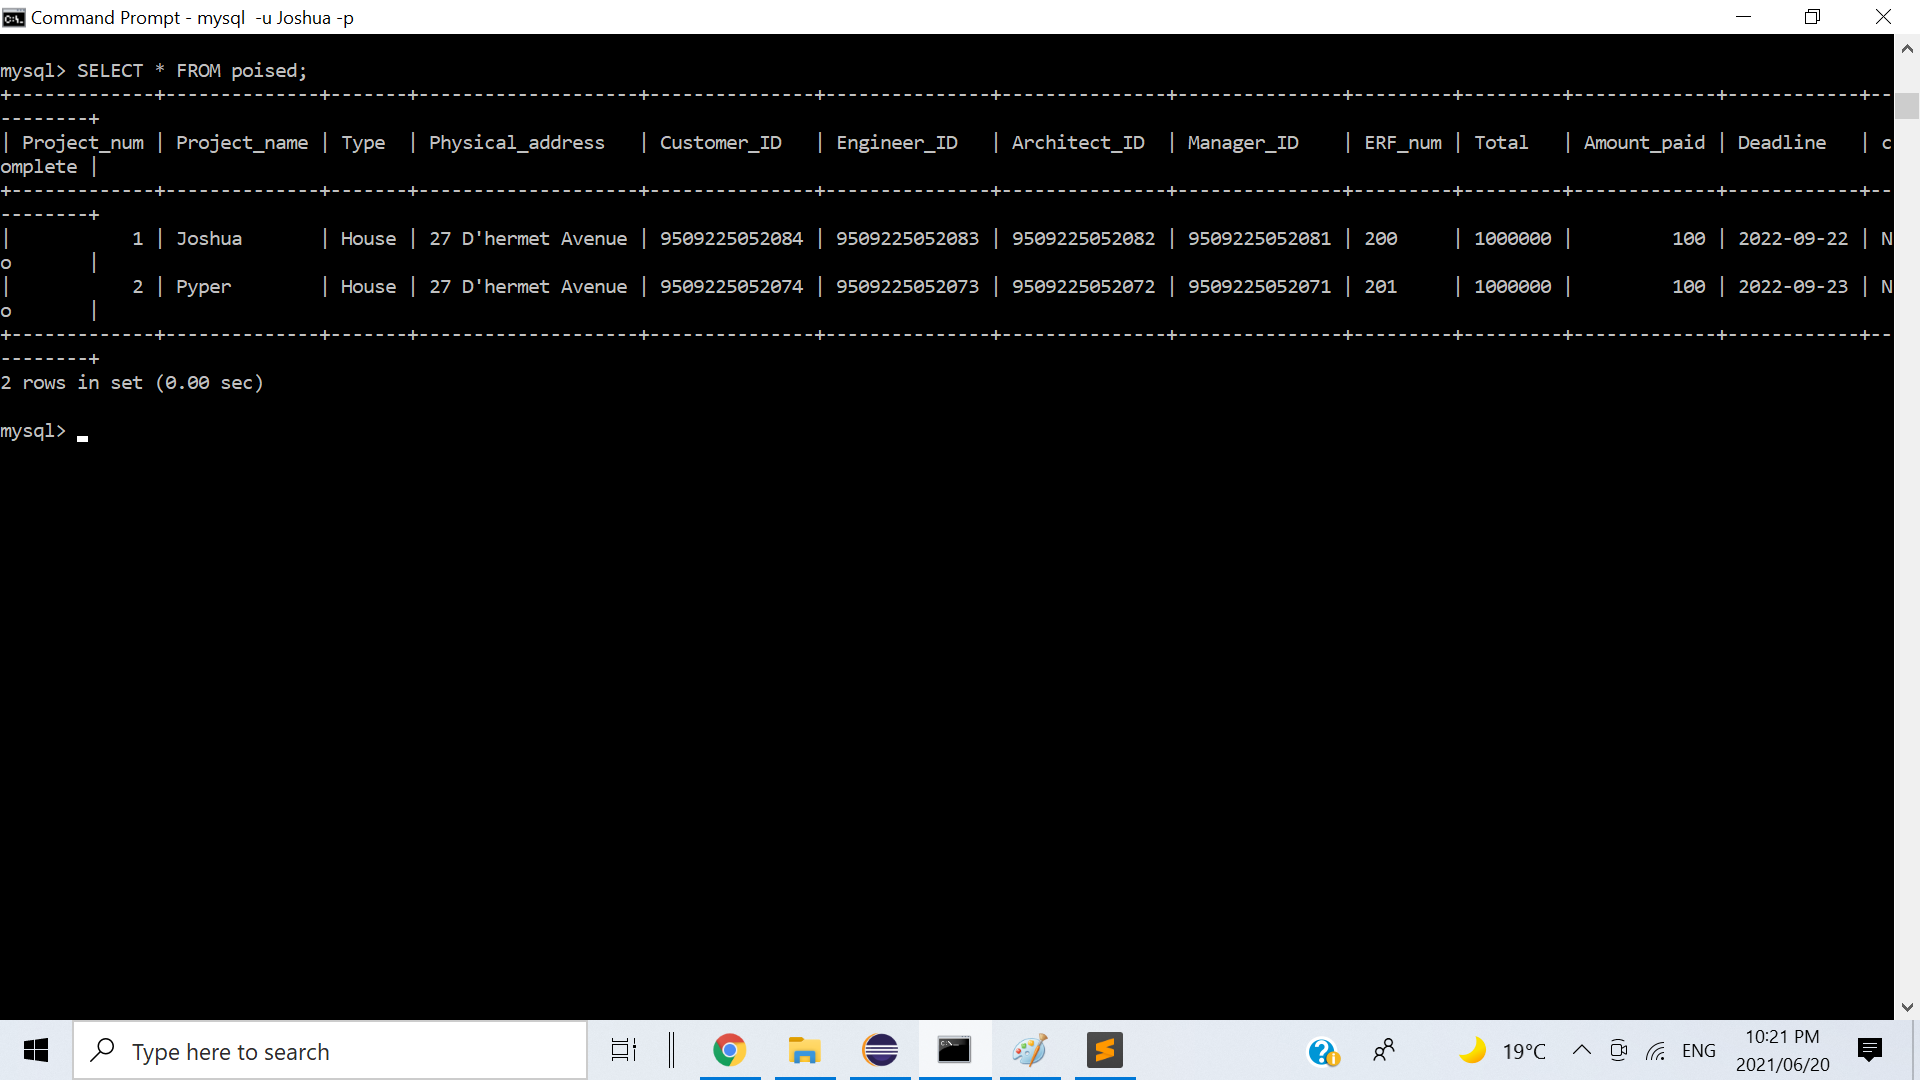 Command Prompt - mysql  -u Joshua -p
mysql> SELECT * FROM poised;
+-------------+--------------+-------+--------------------+---------------+---------------+---------------+---------------+---------+---------+-------------+------------+--
--------+
| Project_num | Project_name | Type  | Physical_address   | Customer_ID   | Engineer_ID   | Architect_ID  | Manager_ID    | ERF_num | Total   | Amount_paid | Deadline   | c
omplete |
+-------------+--------------+-------+--------------------+---------------+---------------+---------------+---------------+---------+---------+-------------+------------+--
--------+
|           1 | Joshua       | House | 27 D'hermet Avenue | 9509225052084 | 9509225052083 | 9509225052082 | 9509225052081 | 200     | 1000000 |         100 | 2022-09-22 | N
o       |
|           2 | Pyper        | House | 27 D'hermet Avenue | 9509225052074 | 9509225052073 | 9509225052072 | 9509225052071 | 201     | 1000000 |         100 | 2022-09-23 | N
o       |
+-------------+--------------+-------+--------------------+---------------+---------------+---------------+---------------+---------+---------+-------------+------------+--
--------+
2 rows in set (0.00 sec)
mysql>
Type here to search
19°C
ENG
10:21 PM
2021/06/20